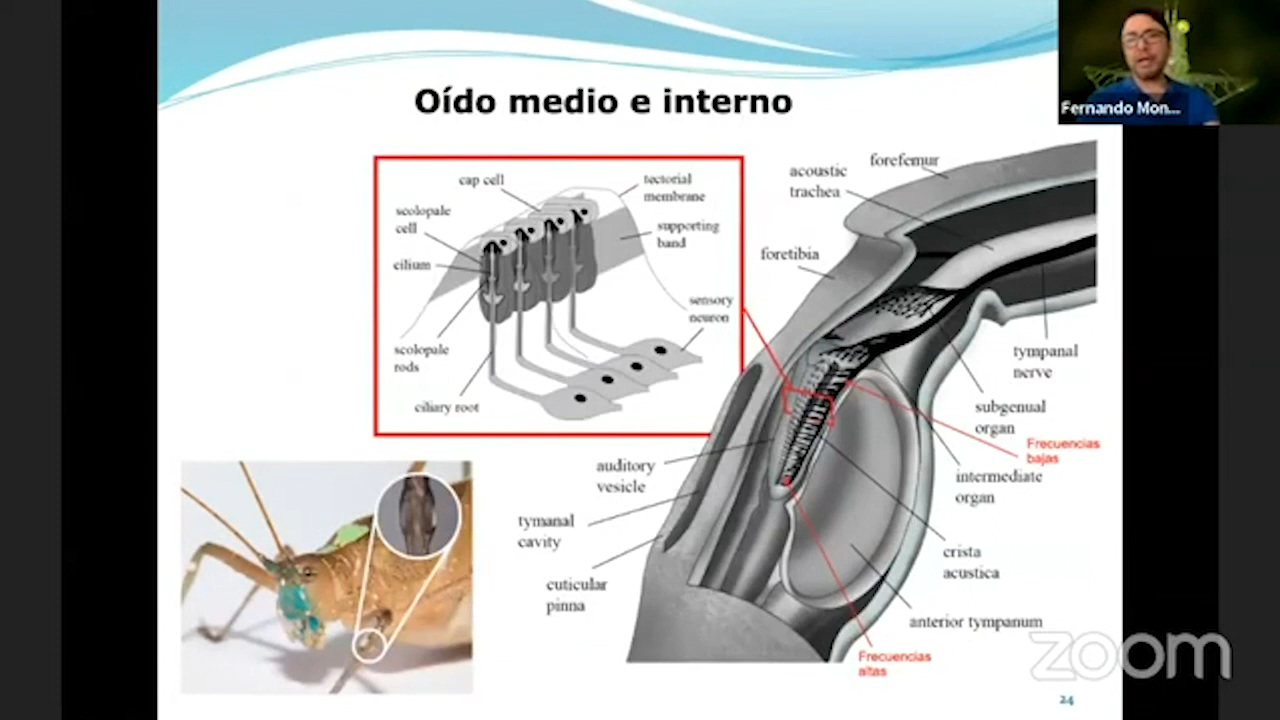 Oído medio e interno
Fernando Mon...
cap cell
tectorial
membrane
scolopale
cell
supporting
band
cilium
sensory
neuron
scolopale
rods
ciliary root
acoustic
trachea
forefemur
foretibia
tympanal
nerve
subgenual
organ
Frecuencias
bajas
intermediate
organ
auditory
vesicle
tymanal
cavity
cuticular
pinna
crista
acustica
anterior tympanum
Frecuencias
altas
zoom
24